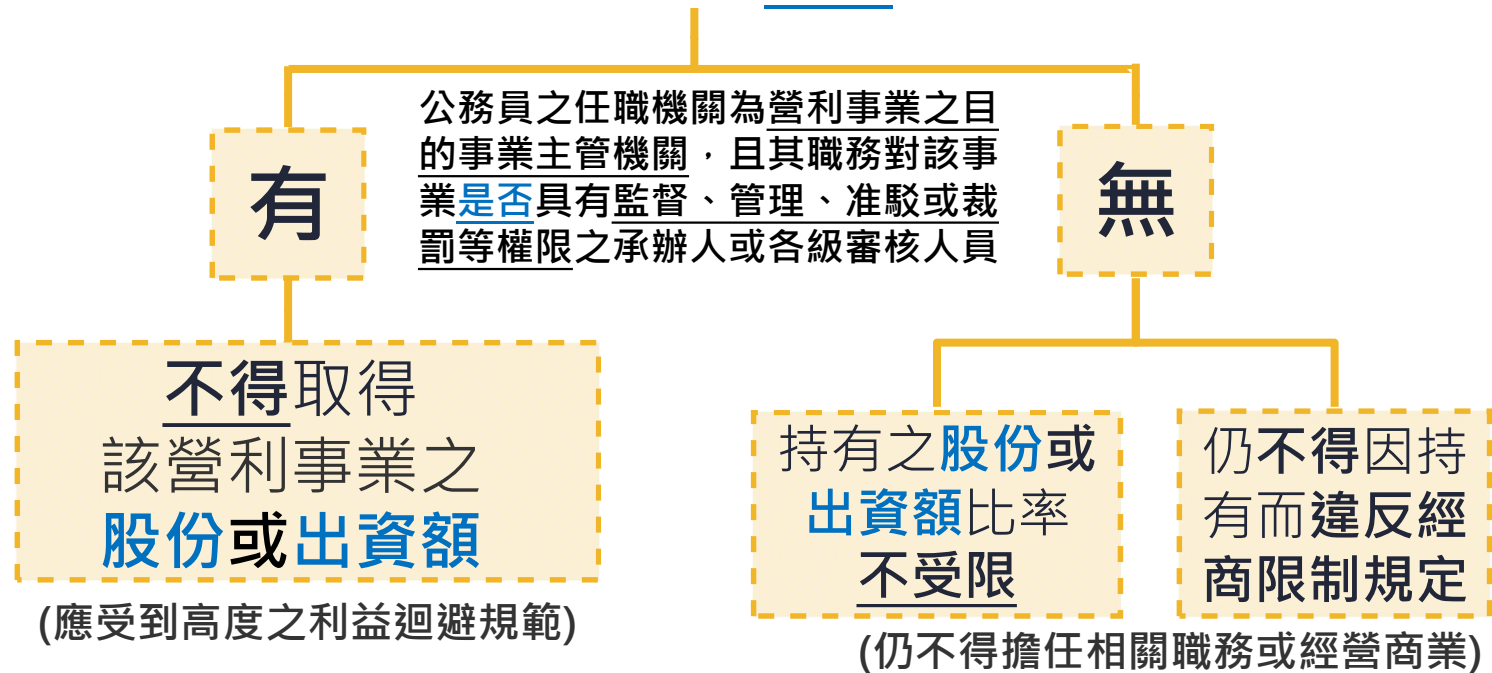 公務員之任職機關為營利事業之目
的事業主管機關，且其職務對該事
業是否具有監督、管理、准駁或裁
罰等權限之承辦人或各級審核人員
有
無
不得取得
該營利事業之
股份或出資額
(應受到高度之利益迴避規範)
持有之股份或
出資額比率
不受限
仍不得因持
有而違反經
商限制規定
(仍不得擔任相關職務或經營商業)